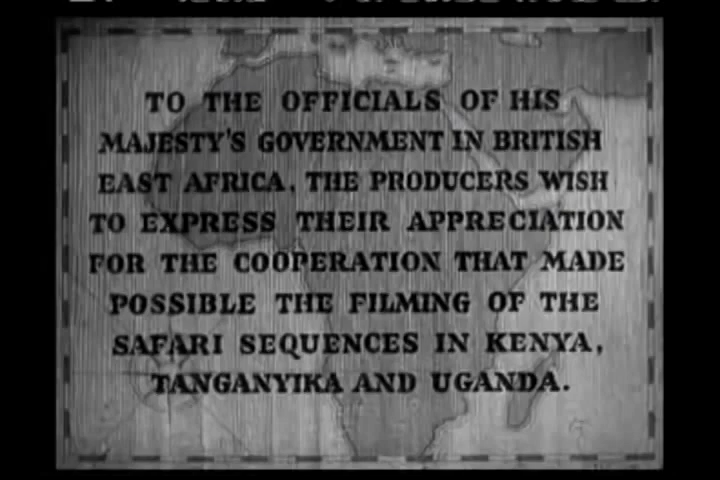 TO THE OFFICIALS OF HIS
MAJESTY'S GOVERNMENT IN BRITISH
EAST AFRICA, THE PRODUCERS WISH
TO EXPRESS THEIR APPRECIATION
FOR THE COOPERATION THAT MADE
POSSIBLE THE FILMING OF THE
SAFARI SEQUENCES IN KENYA,
TANGANYIKA AND UGANDA.